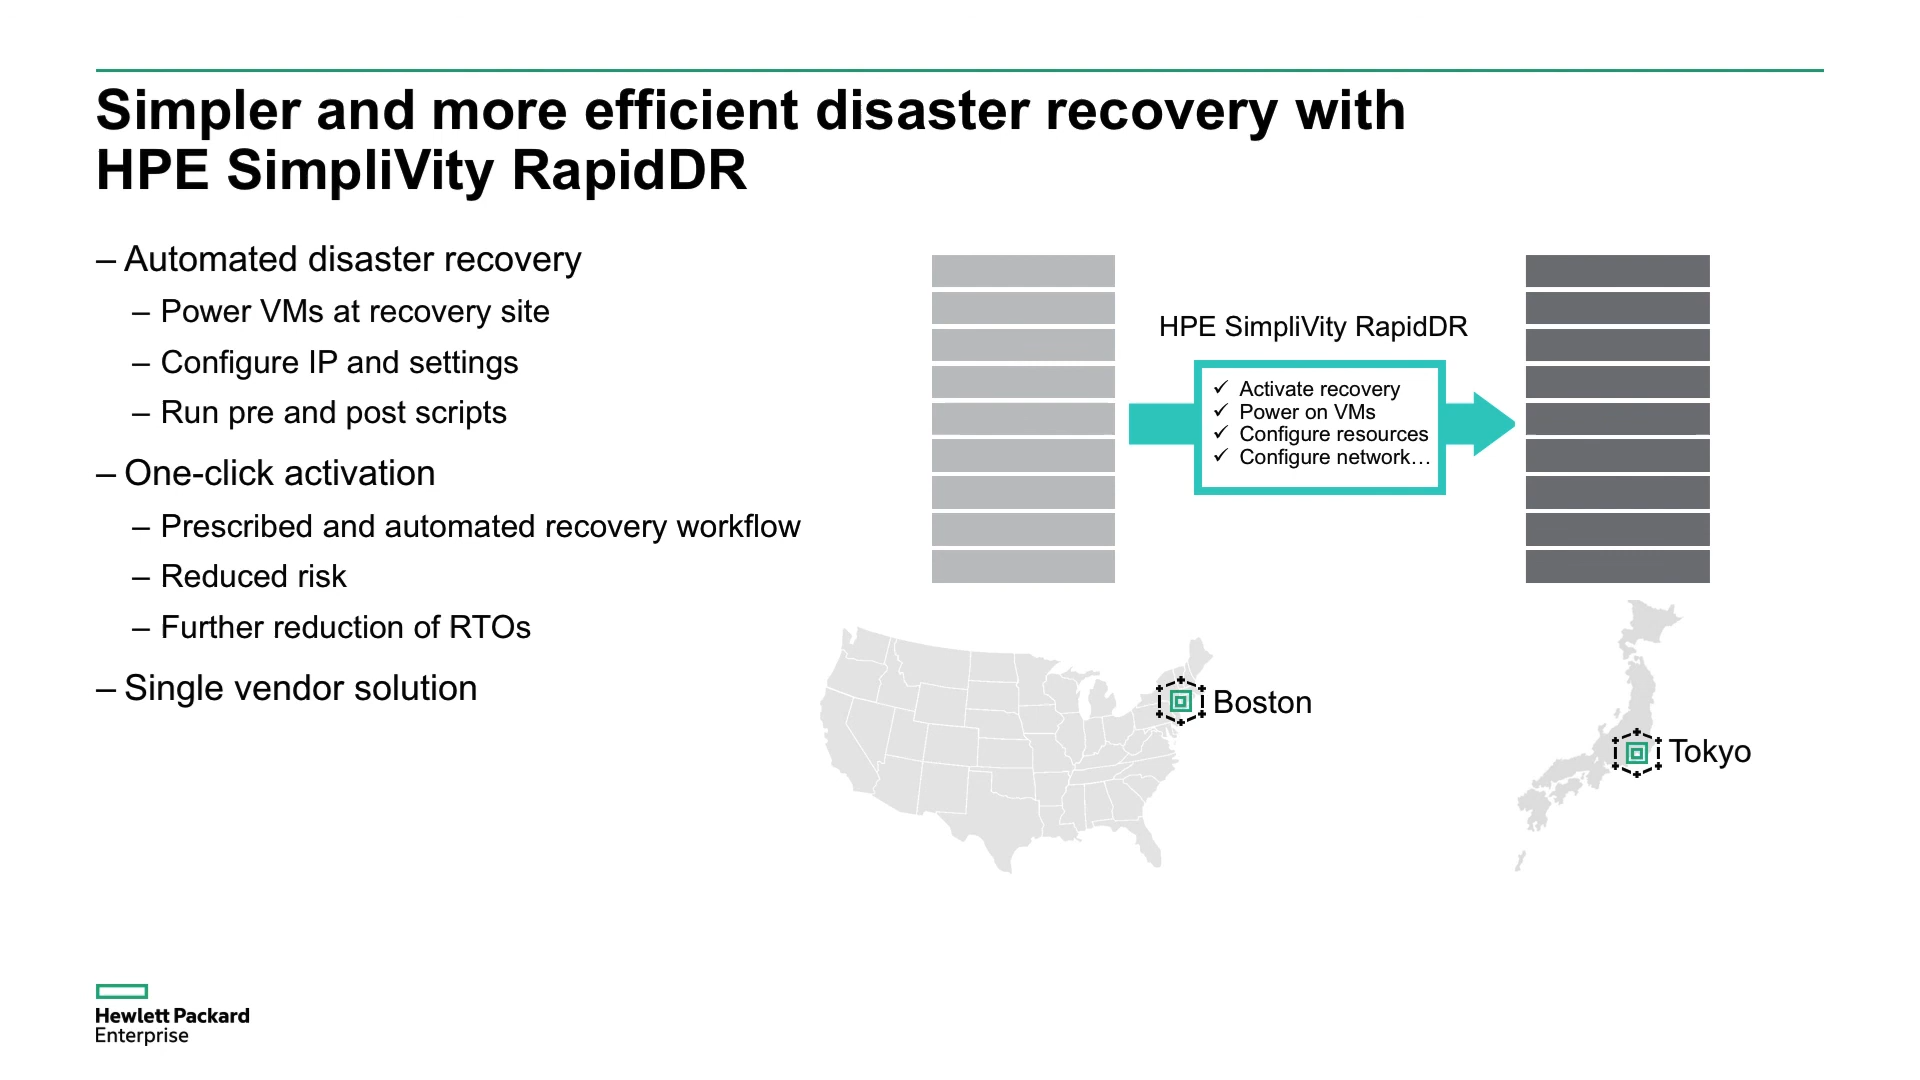 Simpler and more efficient disaster recovery with
HPE SimpliVity RapidDR
– Automated disaster recovery
– Power VMs at recovery site
– Configure IP and settings
– Run pre and post scripts
– One-click activation
– Prescribed and automated recovery workflow
– Reduced risk
– Further reduction of RTOs
– Single vendor solution
HPE SimpliVity RapidDR
✓ Activate recovery
✓ Power on VMs
✓ Configure resources
✓ Configure network…
Boston
Tokyo
Hewlett Packard
Enterprise